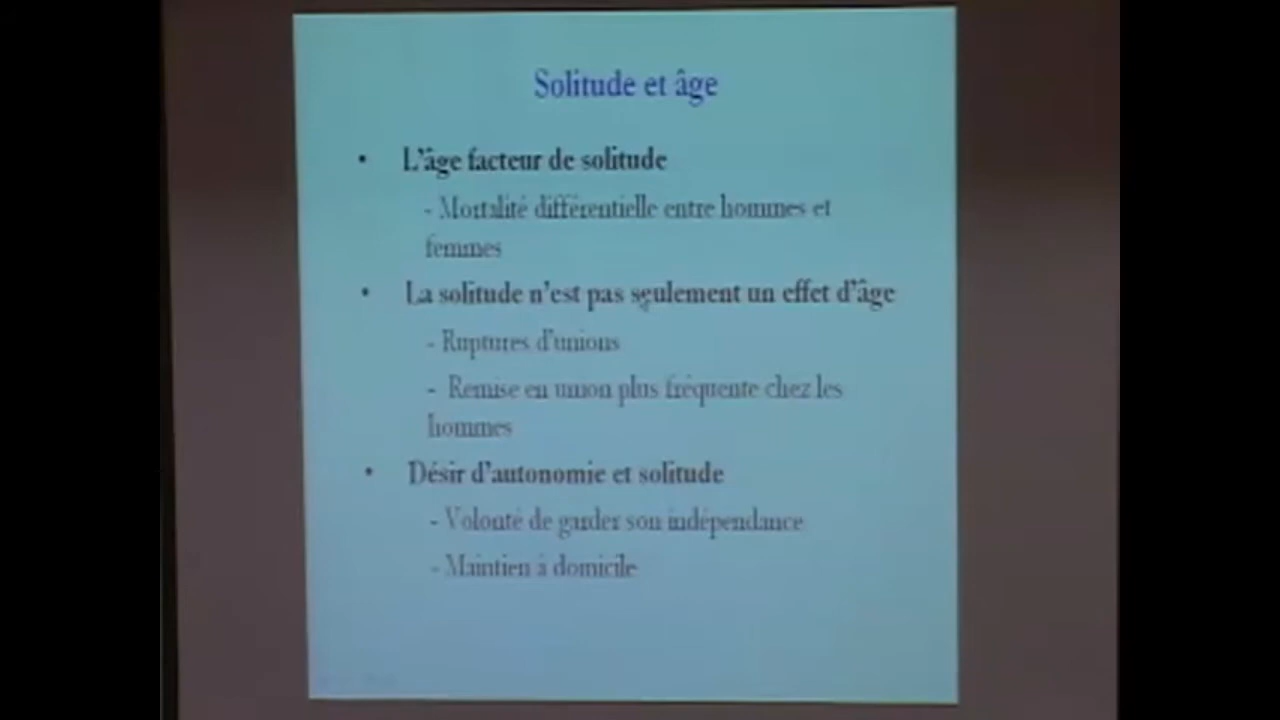 Solitude et âge
• L'âge facteur de solitude
- Mortalité différentielle entre hommes et
femmes
• La solitude n'est pas seulement un effet d'âge
- Ruptures d'unions
- Remise en union plus fréquente chez les
hommes
• Désir d'autonomie et solitude
- Volonté de garder son indépendance
- Maintien à domicile